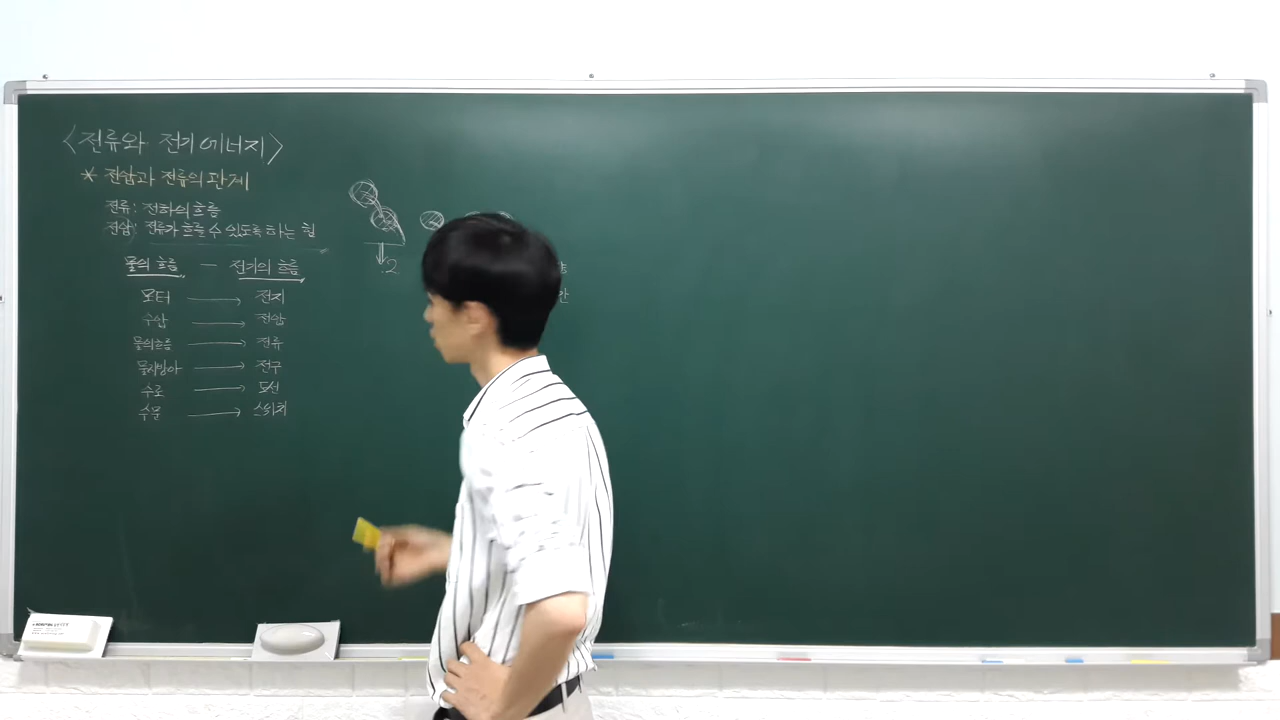 <전류와 전기에너지>
* 전압과 전류의 관계
전류: 전하의 흐름
전압: 전류가 흐를 수 있도록 하는 힘
물의 흐름 — 전기의 흐름
모터 → 전지
수압 → 전압
물의흐름 → 전류
물레방아 → 전구
수로 → 도선
수문 → 스위치